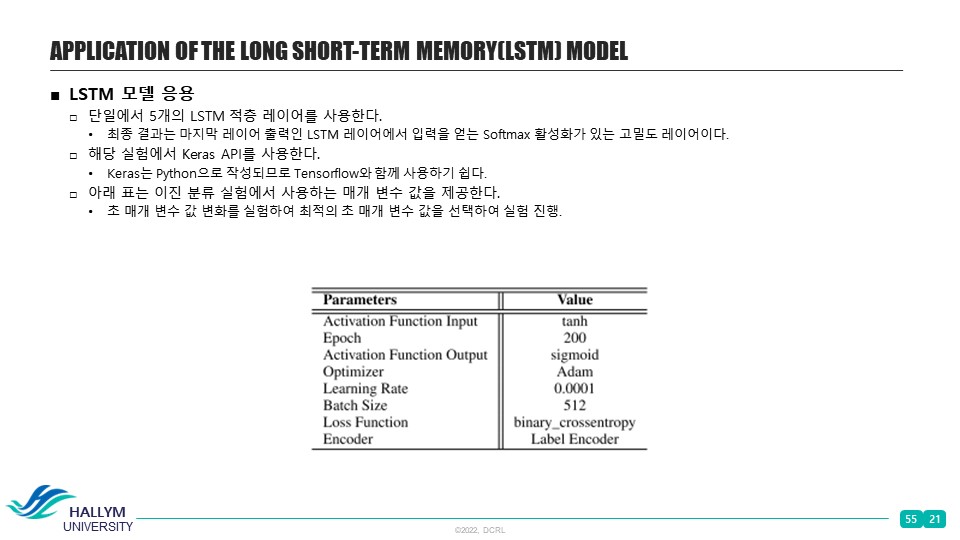 APPLICATION OF THE LONG SHORT-TERM MEMORY(LSTM) MODEL
■ LSTM 모델 응용
□ 단일에서 5개의 LSTM 적층 레이어를 사용한다.
• 최종 결과는 마지막 레이어 출력인 LSTM 레이어에서 입력을 얻는 Softmax 활성화가 있는 고밀도 레이어이다.
□ 해당 실험에서 Keras API를 사용한다.
• Keras는 Python으로 작성되므로 Tensorflow와 함께 사용하기 쉽다.
□ 아래 표는 이진 분류 실험에서 사용하는 매개 변수 값을 제공한다.
• 초 매개 변수 값 변화를 실험하여 최적의 초 매개 변수 값을 선택하여 실험 진행.
Parameters Value
Activation Function Input tanh
Epoch 200
Activation Function Output sigmoid
Optimizer Adam
Learning Rate 0.0001
Batch Size 512
Loss Function binary_crossentropy
Encoder Label Encoder
HALLYM
UNIVERSITY
©2022, DCRL
55 21